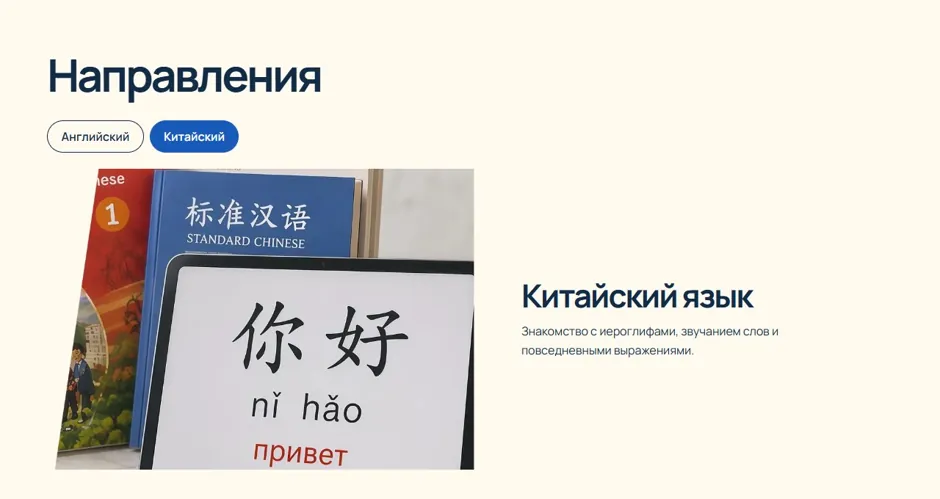 Направления
Английский
Китайский
1
标准汉语
STANDARD CHINESE
你好
nǐ hǎo
привет
Китайский язык
Знакомство с иероглифами, звучанием слов и
повседневными выражениями.